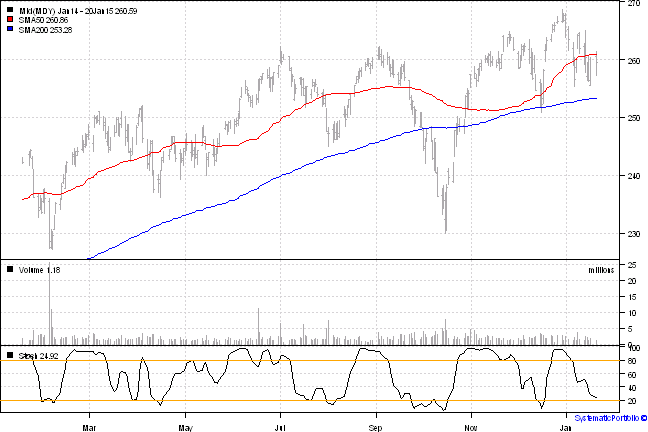 Mid(MDY) Jan14 - 20Jan15 260.59
SMA50 260.86
SMA200 253.28
270
260
250
240
230
Volume 1.18
millions
25
20
15
10
5
Stoch 24.92
100
80
60
40
20
Mar May Jul Sep Nov Jan
SystematicPortfolio ©